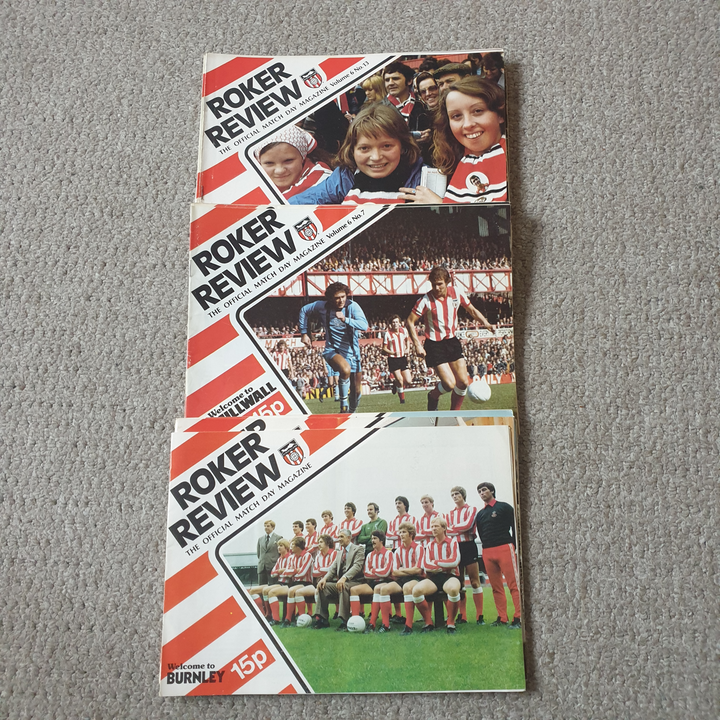 ROKER
REVIEW
THE OFFICIAL MATCH DAY MAGAZINE Volume 6 No.13
ROKER
REVIEW
THE OFFICIAL MATCH DAY MAGAZINE Volume 6 No.7
Welcome to
MILLWALL
15p
ROKER
REVIEW
THE OFFICIAL MATCH DAY MAGAZINE
Welcome to
BURNLEY
15p